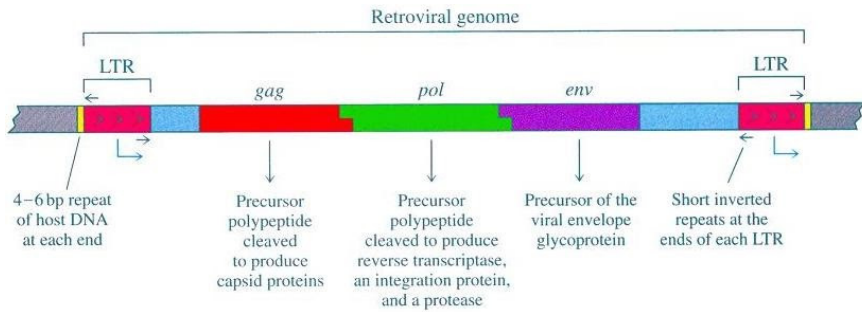 Retroviral genome
LTR
LTR
gag
pol
env
4–6 bp repeat
of host DNA
at each end
Precursor
polypeptide
cleaved
to produce
capsid proteins
Precursor
polypeptide
cleaved to produce
reverse transcriptase,
an integration protein,
and a protease
Precursor of the
viral envelope
glycoprotein
Short inverted
repeats at the
ends of each LTR